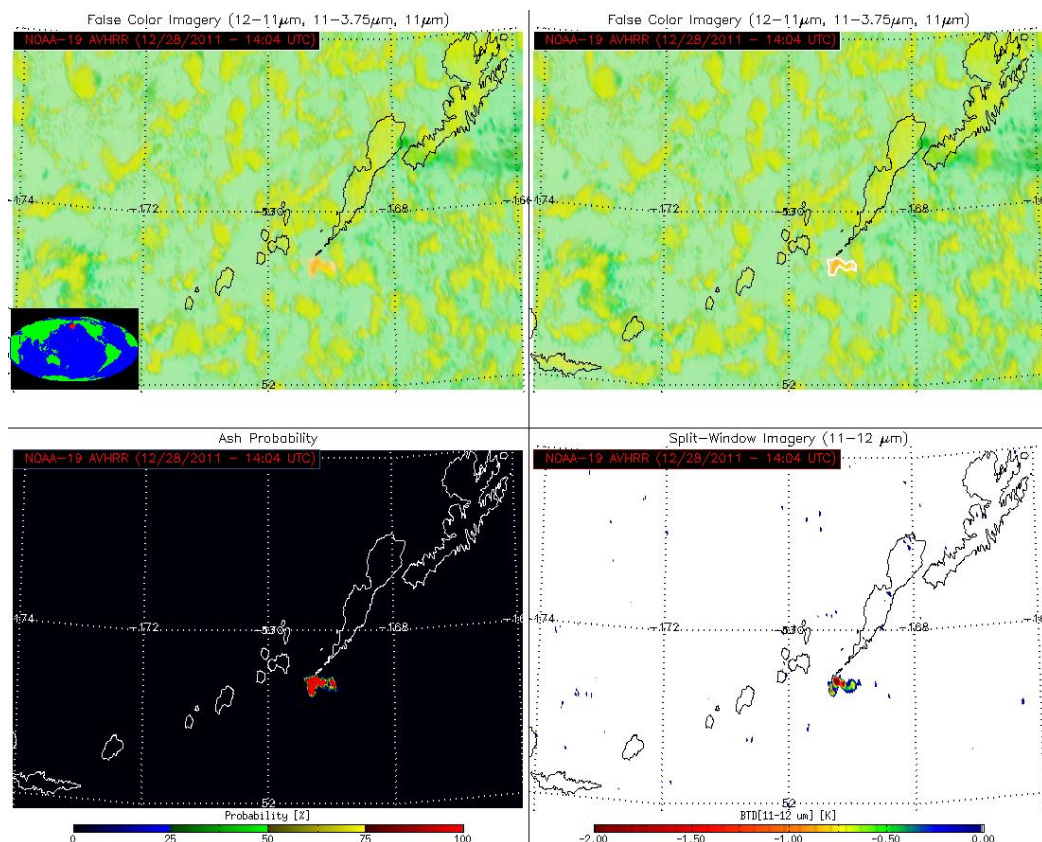 False Color Imagery (12-11μm, 11-3.75μm, 11μm)
NOAA-19 AVHRR (12/28/2011 - 14:04 UTC)
-174
-172
-168
52
False Color Imagery (12-11μm, 11-3.75μm, 11μm)
NOAA-19 AVHRR (12/28/2011 - 14:04 UTC)
-174
-172
-168
52
Ash Probability
NOAA-19 AVHRR (12/28/2011 - 14:04 UTC)
-174
-172
-168
52
Probability [%]
0 25 50 75 100
Split-Window Imagery (11-12 μm)
NOAA-19 AVHRR (12/28/2011 - 14:04 UTC)
-174
-172
-168
52
BTD[11-12 um] [K]
-2.00 -1.50 -1.00 -0.50 0.00